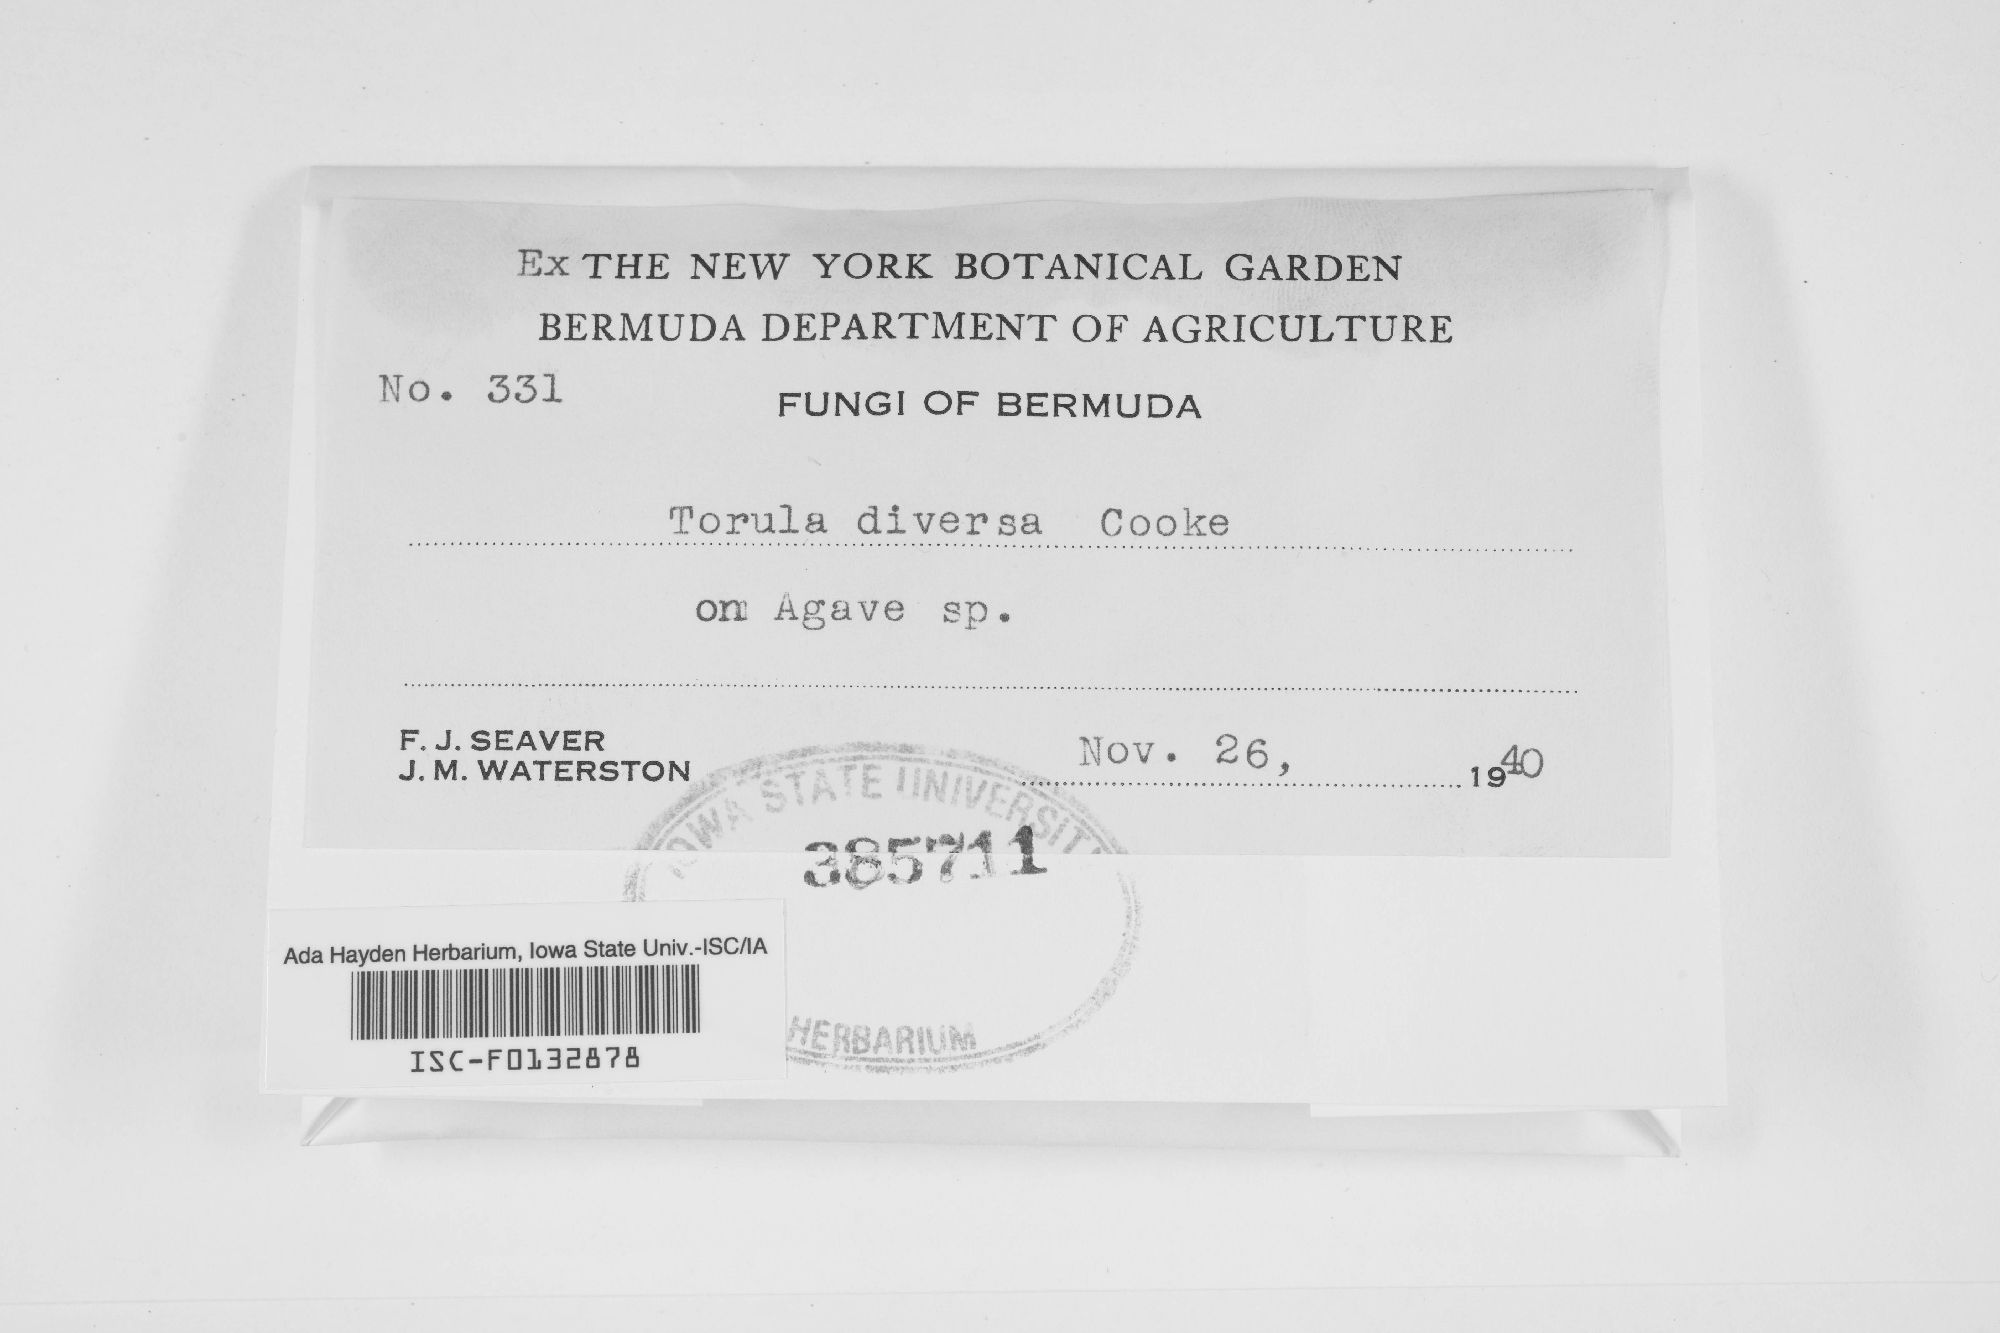 Ex THE NEW YORK BOTANICAL GARDEN
BERMUDA DEPARTMENT OF AGRICULTURE
No. 331
FUNGI OF BERMUDA
Torula diversa Cooke
on Agave sp.
F. J. SEAVER
J. M. WATERSTON
Nov. 26, 1940
IOWA STATE UNIVERSITY
385711
HERBARIUM
Ada Hayden Herbarium, Iowa State Univ.-ISC/IA
ISC-F0132878